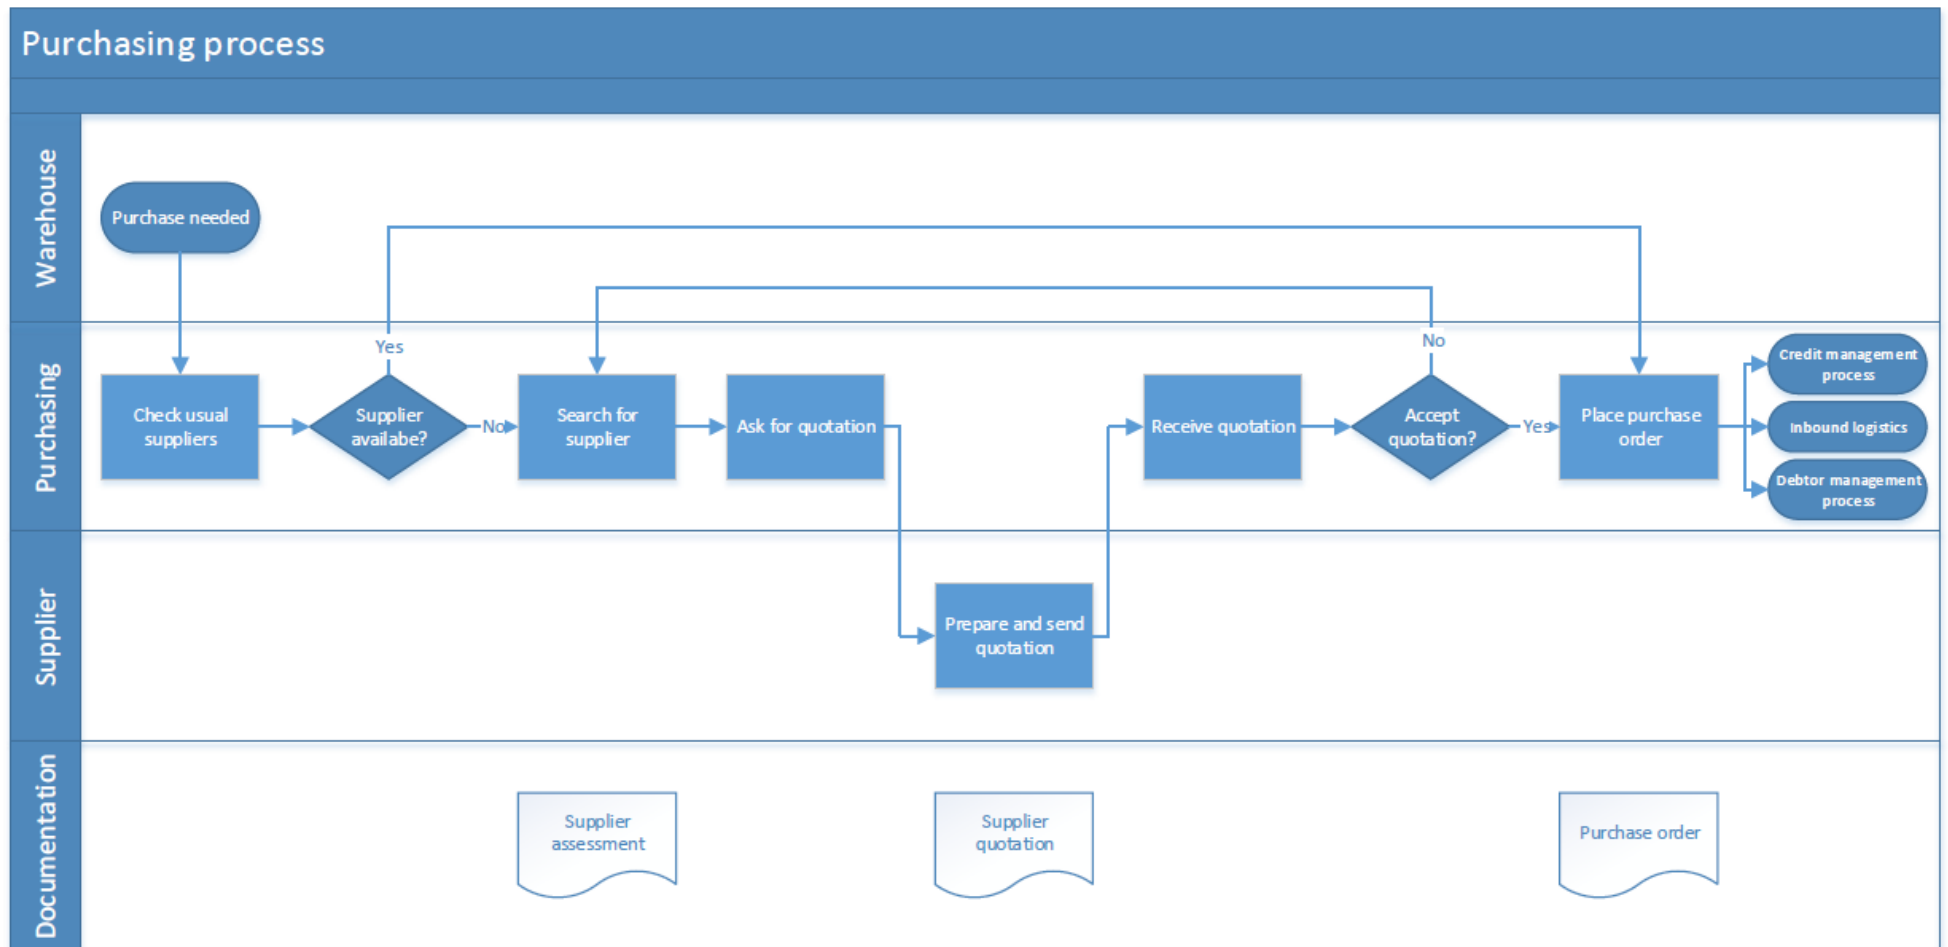 Purchasing process
Warehouse
Purchase needed
Purchasing
Check usual
suppliers
Yes
Supplier
availabe?
No
Search for
supplier
Ask for quotation
Receive quotation
No
Accept
quotation?
Yes
Place purchase
order
Credit management
process
Inbound logistics
Debtor management
process
Supplier
Prepare and send
quotation
Documentation
Supplier
assessment
Supplier
quotation
Purchase order